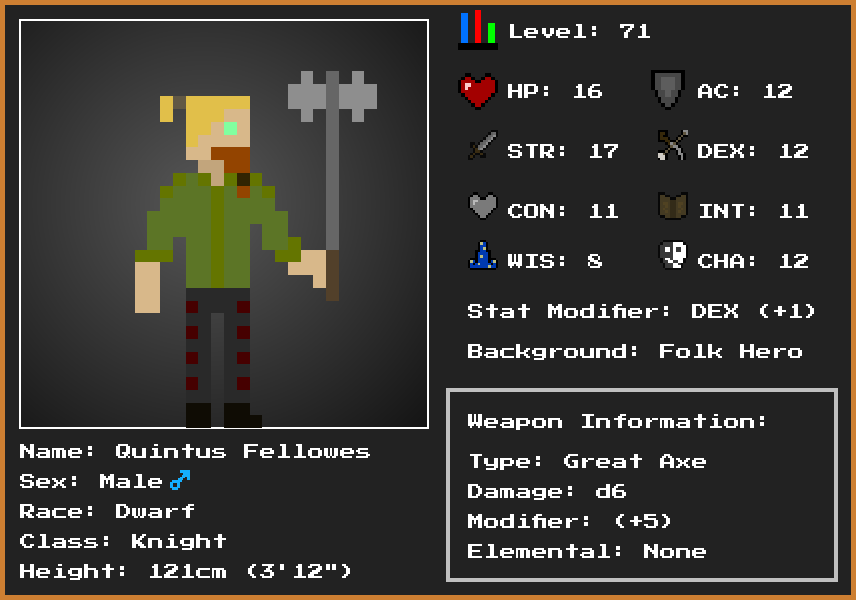 Level: 71
HP: 16 AC: 12
STR: 17 DEX: 12
CON: 11 INT: 11
WIS: 8 CHA: 12
Stat Modifier: DEX (+1)
Background: Folk Hero
Weapon Information:
Type: Great Axe
Damage: d6
Modifier: (+5)
Elemental: None
Name: Quintus Fellowes
Sex: Male ♂
Race: Dwarf
Class: Knight
Height: 121cm (3'12")